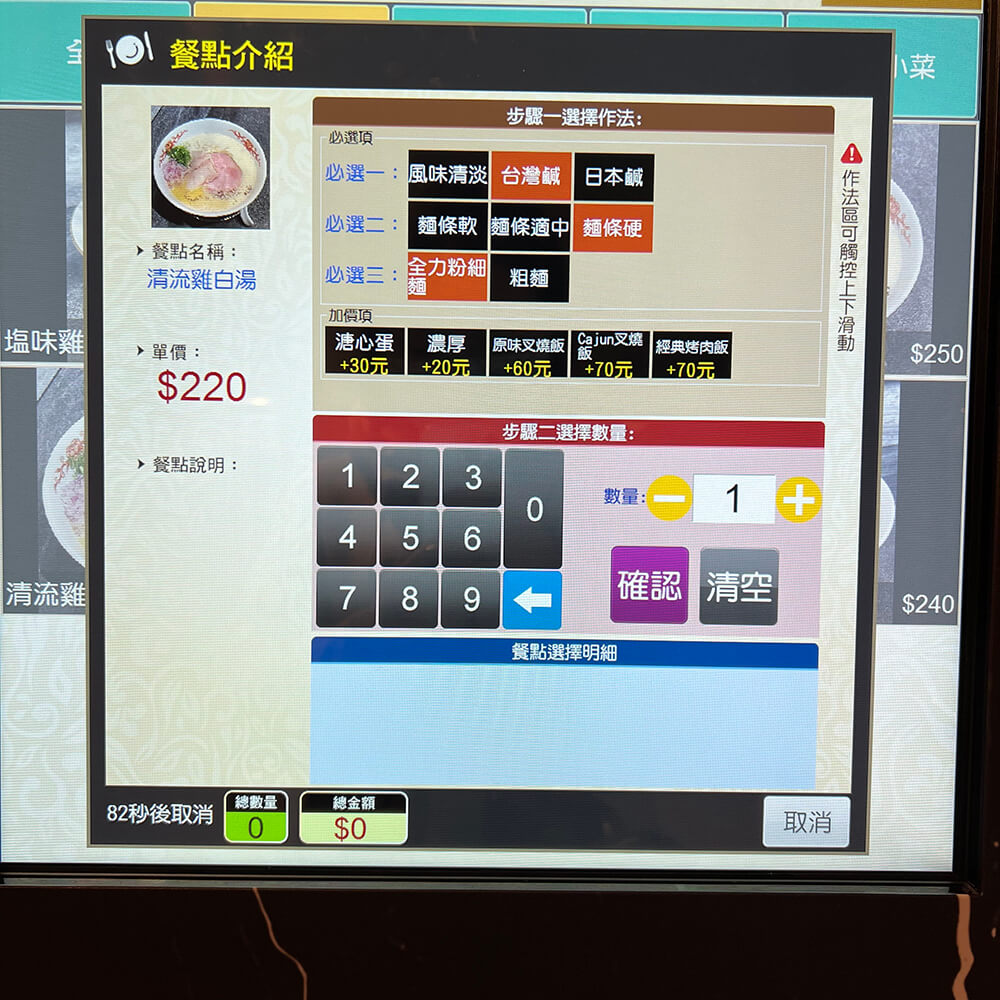 餐點介紹
小菜
步驟一選擇作法:
必選項
必選一：
風味清淡
台灣鹹
日本鹹
必選二：
麵條軟
麵條適中
麵條硬
必選三：
全力粉細
麵
粗麵
作法區可觸控上下滑動
餐點名稱：
清流雞白湯
單價：
$220
餐點說明：
加價項
溏心蛋
+30元
濃厚
+20元
原味叉燒飯
+60元
Cajun叉燒
飯
+70元
經典烤肉飯
+70元
塩味雞
$250
步驟二選擇數量:
1
2
3
0
4
5
6
7
8
9
數量:
1
確認
清空
清流雞
$240
餐點選擇明細
82秒後取消
總數量
0
總金額
$0
取消